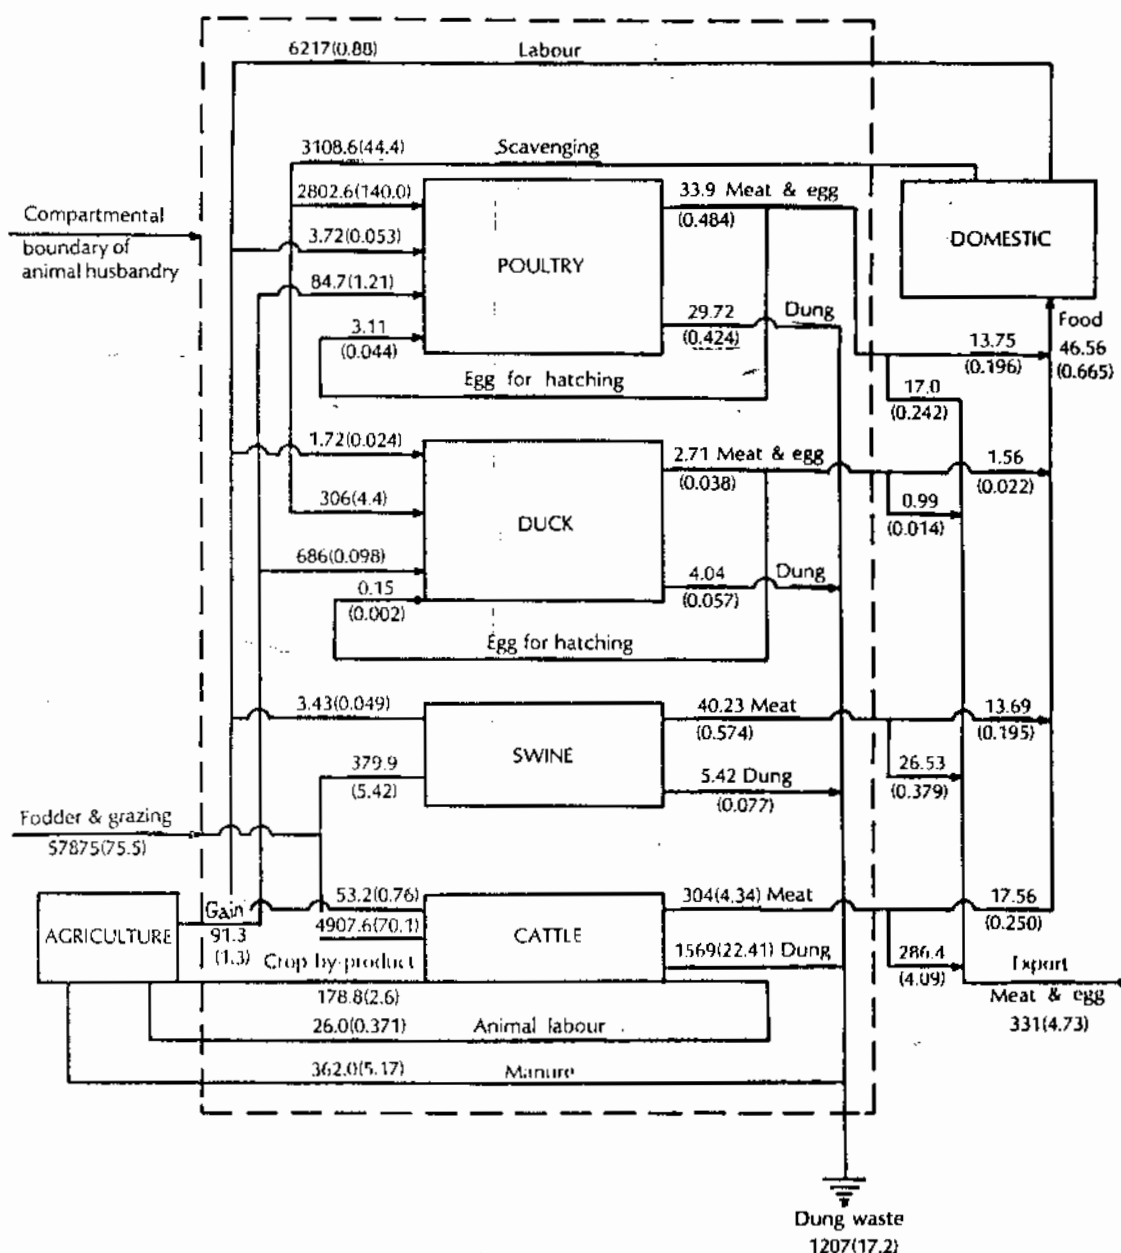 6217(0.88) Labour
3108.6(44.4) Scavenging
2802.6(140.0)
33.9 Meat & egg
(0.484)
Compartmental
boundary of
animal husbandry
3.72(0.053)
POULTRY
DOMESTIC
84.7(1.21)
29.72 Dung
(0.424)
3.11
(0.044)
Egg for hatching
Food
46.56
(0.665)
13.75
(0.196)
17.0
(0.242)
1.72(0.024)
2.71 Meat & egg
(0.038)
1.56
(0.022)
306(4.4)
DUCK
0.99
(0.014)
686(0.098)
4.04 Dung
(0.057)
0.15
(0.002)
Egg for hatching
3.43(0.049)
40.23 Meat
(0.574)
13.69
(0.195)
SWINE
379.9
(5.42)
5.42 Dung
(0.077)
26.53
(0.379)
Fodder & grazing
57875(75.5)
AGRICULTURE
Gain
91.3
(1.3)
53.2(0.76)
304(4.34) Meat
17.56
(0.250)
4907.6(70.1)
CATTLE
1569(22.41) Dung
286.4
(4.09)
Crop by-product
178.8(2.6)
Export
Meat & egg
331(4.73)
26.0(0.371) Animal labour
362.0(5.17) Manure
Dung waste
1207(17.2)